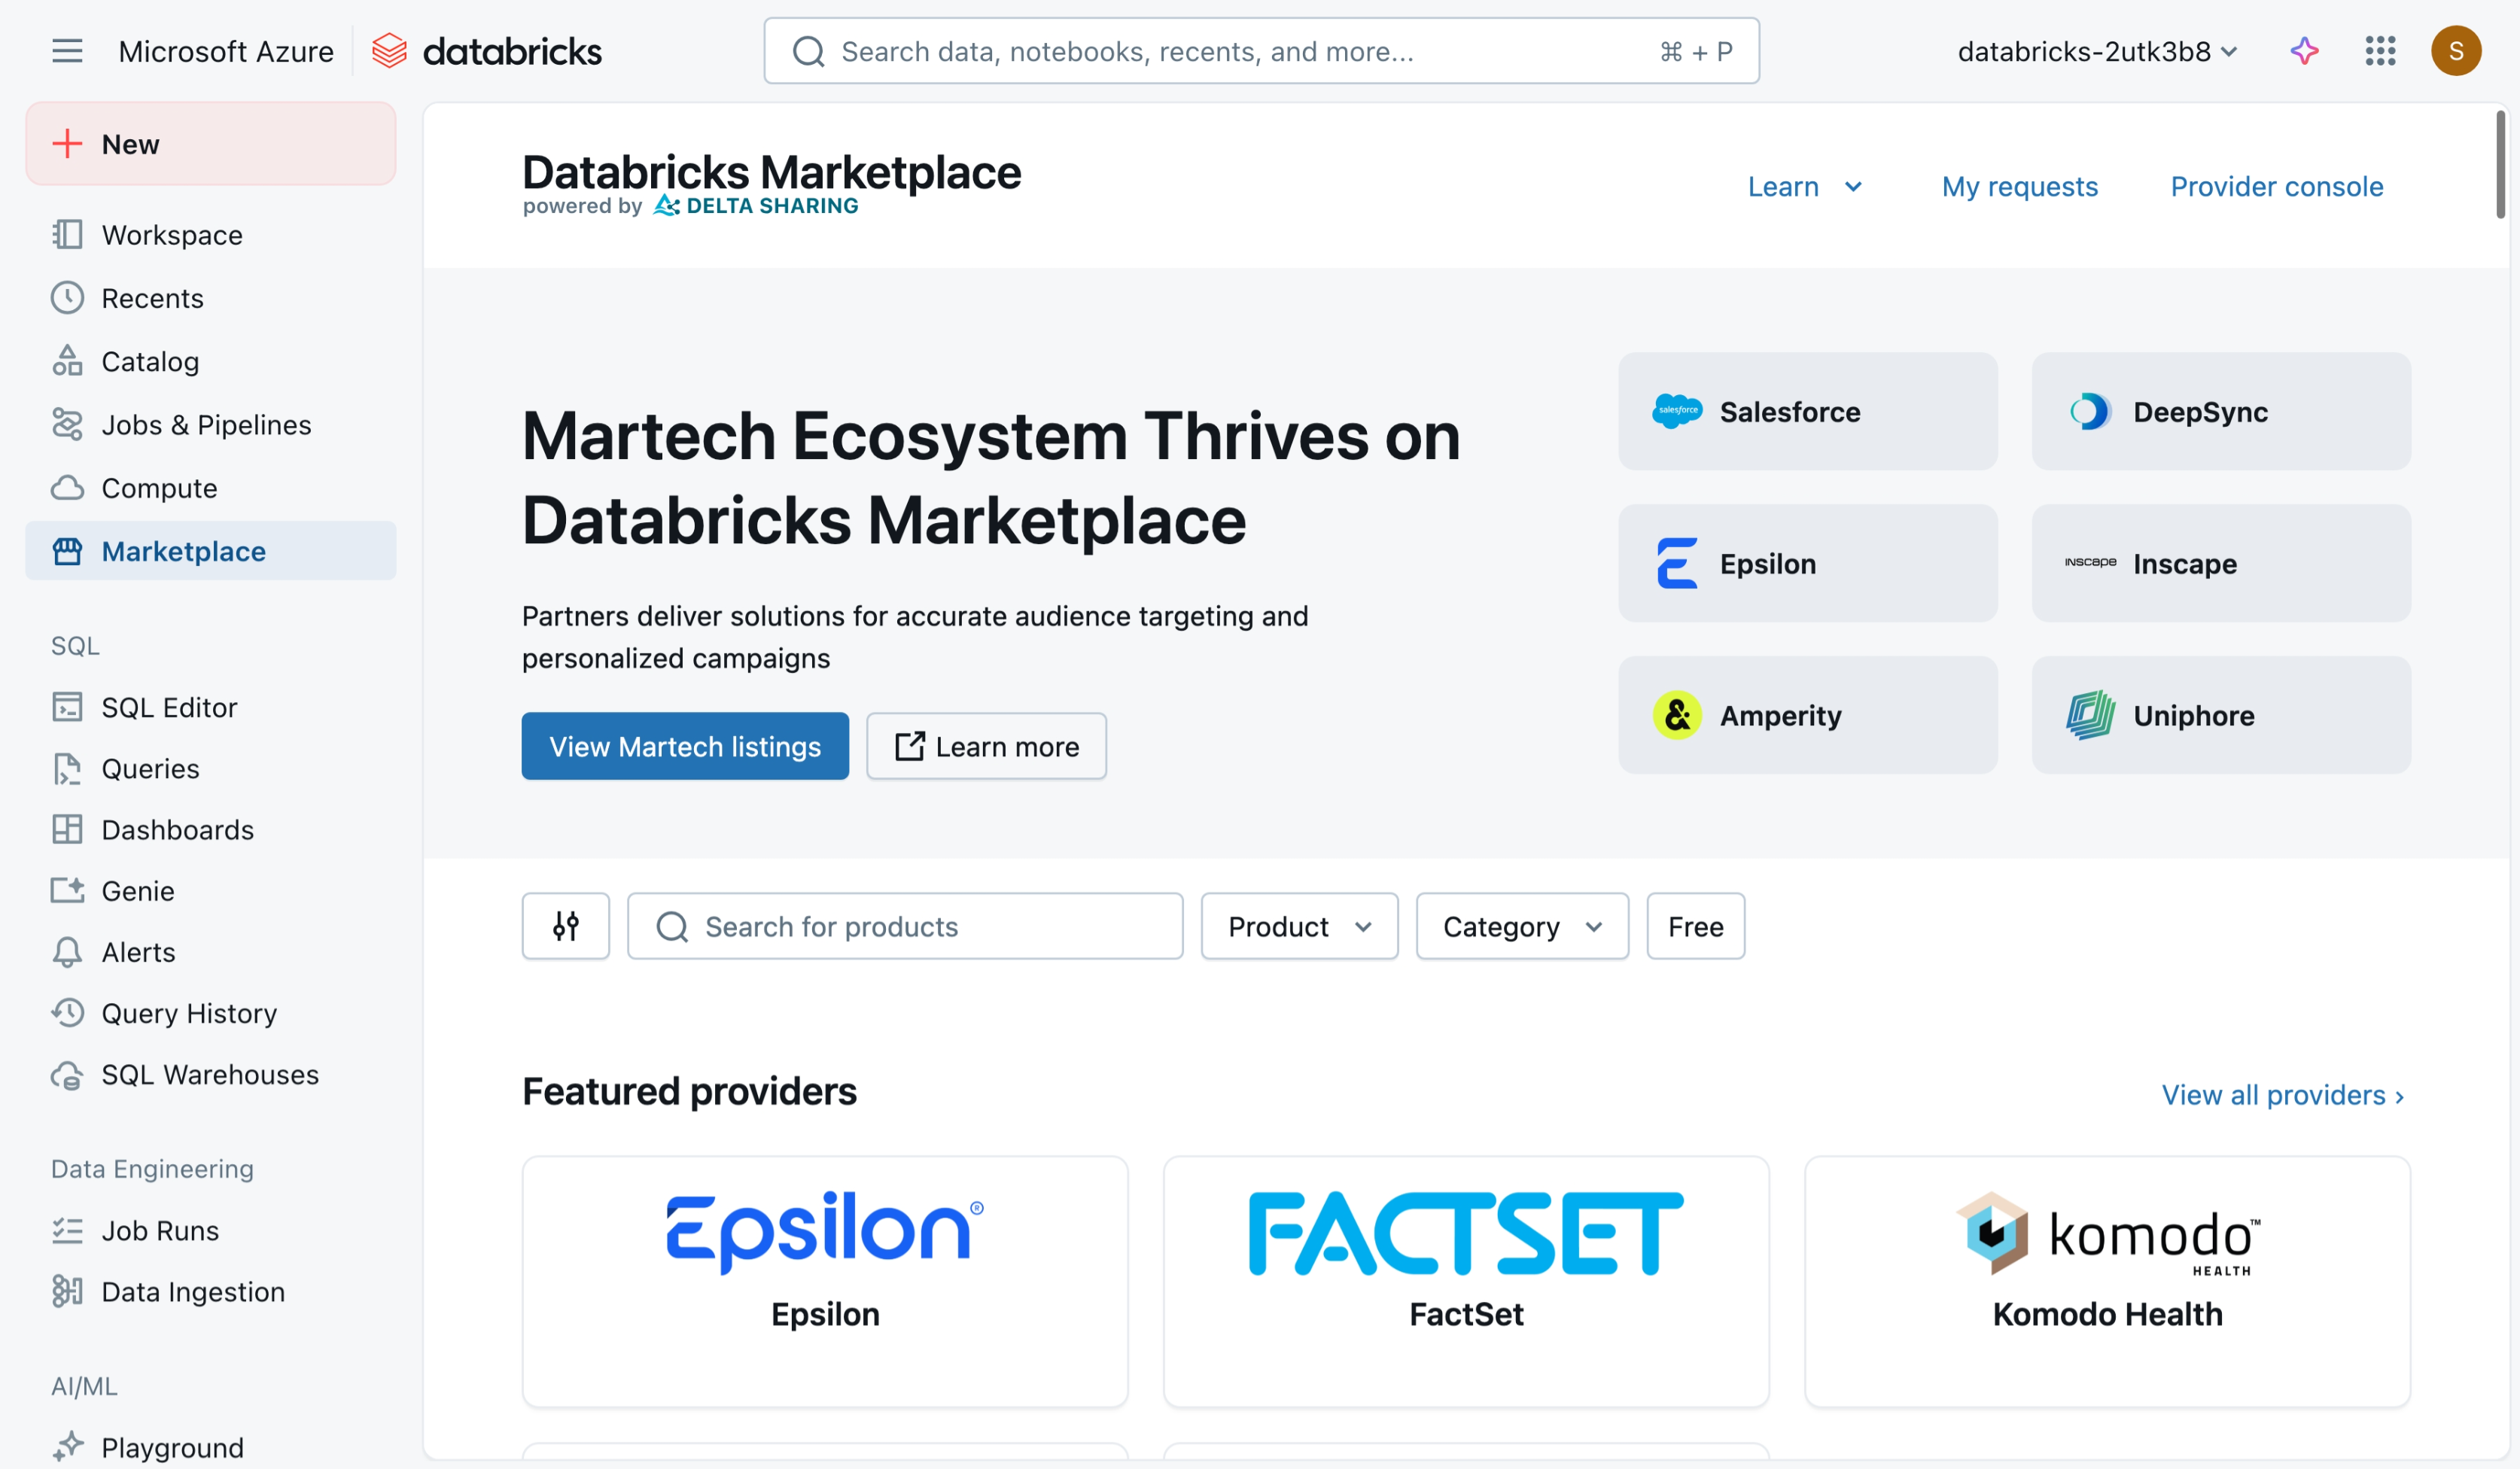 Microsoft Azure databricks
Search data, notebooks, recents, and more... ⌘ + P
databricks-2utk3b8
S
New
Workspace
Recents
Catalog
Jobs & Pipelines
Compute
Marketplace
SQL
SQL Editor
Queries
Dashboards
Genie
Alerts
Query History
SQL Warehouses
Data Engineering
Job Runs
Data Ingestion
AI/ML
Playground
Databricks Marketplace
powered by DELTA SHARING
Learn
My requests
Provider console
Martech Ecosystem Thrives on
Databricks Marketplace
Partners deliver solutions for accurate audience targeting and
personalized campaigns
View Martech listings
Learn more
salesforce Salesforce
DeepSync
Epsilon
INSCAPE Inscape
& Amperity
Uniphore
Search for products
Product
Category
Free
Featured providers
View all providers ›
Epsilon®
Epsilon
FACTSET
FactSet
komodo™
HEALTH
Komodo Health